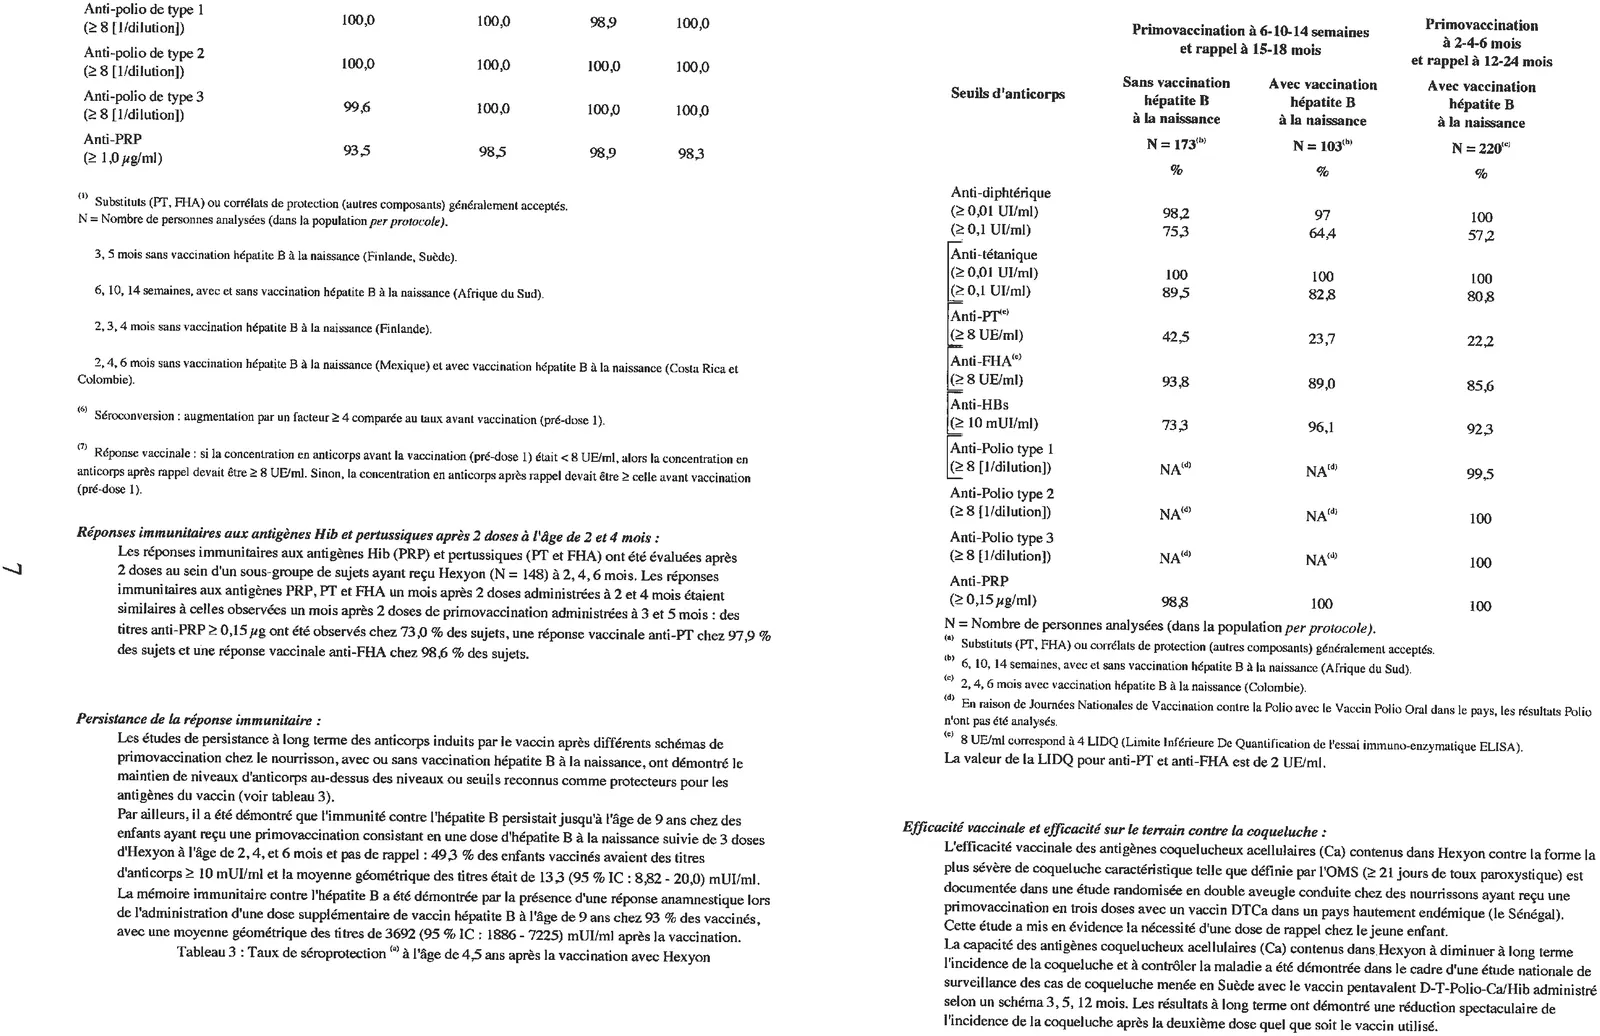 Anti-polio de type 1
(≥ 8 [1/dilution]) 100,0 100,0 98,9 100,0
Anti-polio de type 2
(≥ 8 [1/dilution]) 100,0 100,0 100,0 100,0
Anti-polio de type 3
(≥ 8 [1/dilution]) 99,6 100,0 100,0 100,0
Anti-PRP
(≥ 1,0 µg/ml) 93,5 98,5 98,9 98,3
(1) Substituts (PT, FHA) ou corrélats de protection (autres composants) généralement acceptés.
N = Nombre de personnes analysées (dans la population per protocole).
3, 5 mois sans vaccination hépatite B à la naissance (Finlande, Suède).
6, 10, 14 semaines, avec et sans vaccination hépatite B à la naissance (Afrique du Sud).
2, 3, 4 mois sans vaccination hépatite B à la naissance (Finlande).
2, 4, 6 mois sans vaccination hépatite B à la naissance (Mexique) et avec vaccination hépatite B à la naissance (Costa Rica et
Colombie).
(6) Séroconversion : augmentation par un facteur ≥ 4 comparée au taux avant vaccination (pré-dose 1).
(7) Réponse vaccinale : si la concentration en anticorps avant la vaccination (pré-dose 1) était < 8 UE/ml, alors la concentration en
anticorps après rappel devait être ≥ 8 UE/ml. Sinon, la concentration en anticorps après rappel devait être ≥ celle avant vaccination
(pré-dose 1).
Réponses immunitaires aux antigènes Hib et pertussiques après 2 doses à l'âge de 2 et 4 mois :
Les réponses immunitaires aux antigènes Hib (PRP) et pertussiques (PT et FHA) ont été évaluées après
2 doses au sein d'un sous-groupe de sujets ayant reçu Hexyon (N = 148) à 2, 4, 6 mois. Les réponses
immunitaires aux antigènes PRP, PT et FHA un mois après 2 doses administrées à 2 et 4 mois étaient
similaires à celles observées un mois après 2 doses de primovaccination administrées à 3 et 5 mois : des
titres anti-PRP ≥ 0,15 µg ont été observés chez 73,0 % des sujets, une réponse vaccinale anti-PT chez 97,9 %
des sujets et une réponse vaccinale anti-FHA chez 98,6 % des sujets.
7
Persistance de la réponse immunitaire :
Les études de persistance à long terme des anticorps induits par le vaccin après différents schémas de
primovaccination chez le nourrisson, avec ou sans vaccination hépatite B à la naissance, ont démontré le
maintien de niveaux d'anticorps au-dessus des niveaux ou seuils reconnus comme protecteurs pour les
antigènes du vaccin (voir tableau 3).
Par ailleurs, il a été démontré que l'immunité contre l'hépatite B persistait jusqu'à l'âge de 9 ans chez des
enfants ayant reçu une primovaccination consistant en une dose d'hépatite B à la naissance suivie de 3 doses
d'Hexyon à l'âge de 2, 4, et 6 mois et pas de rappel : 49,3 % des enfants vaccinés avaient des titres
d'anticorps ≥ 10 mUI/ml et la moyenne géométrique des titres était de 13,3 (95 % IC : 8,82 - 20,0) mUI/ml.
La mémoire immunitaire contre l'hépatite B a été démontrée par la présence d'une réponse anamnestique lors
de l'administration d'une dose supplémentaire de vaccin hépatite B à l'âge de 9 ans chez 93 % des vaccinés,
avec une moyenne géométrique des titres de 3692 (95 % IC : 1886 - 7225) mUI/ml après la vaccination.
Tableau 3 : Taux de séroprotection (a) à l'âge de 4,5 ans après la vaccination avec Hexyon
Primovaccination à 6-10-14 semaines
et rappel à 15-18 mois
Primovaccination
à 2-4-6 mois
et rappel à 12-24 mois
Seuils d'anticorps
Sans vaccination
hépatite B
à la naissance
Avec vaccination
hépatite B
à la naissance
Avec vaccination
hépatite B
à la naissance
N = 173(b) N = 103(b) N = 220(c)
% % %
Anti-diphtérique
(≥ 0,01 UI/ml) 98,2 97 100
(≥ 0,1 UI/ml) 75,3 64,4 57,2
Anti-tétanique
(≥ 0,01 UI/ml) 100 100 100
(≥ 0,1 UI/ml) 89,5 82,8 80,8
Anti-PT(e)
(≥ 8 UE/ml) 42,5 23,7 22,2
Anti-FHA(e)
(≥ 8 UE/ml) 93,8 89,0 85,6
Anti-HBs
(≥ 10 mUI/ml) 73,3 96,1 92,3
Anti-Polio type 1
(≥ 8 [1/dilution]) NA(d) NA(d) 99,5
Anti-Polio type 2
(≥ 8 [1/dilution]) NA(d) NA(d) 100
Anti-Polio type 3
(≥ 8 [1/dilution]) NA(d) NA(d) 100
Anti-PRP
(≥ 0,15 µg/ml) 98,8 100 100
N = Nombre de personnes analysées (dans la population per protocole).
(a) Substituts (PT, FHA) ou corrélats de protection (autres composants) généralement acceptés.
(b) 6, 10, 14 semaines, avec et sans vaccination hépatite B à la naissance (Afrique du Sud).
(c) 2, 4, 6 mois avec vaccination hépatite B à la naissance (Colombie).
(d) En raison de Journées Nationales de Vaccination contre la Polio avec le Vaccin Polio Oral dans le pays, les résultats Polio
n'ont pas été analysés.
(e) 8 UE/ml correspond à 4 LIDQ (Limite Inférieure De Quantification de l'essai immuno-enzymatique ELISA).
La valeur de la LIDQ pour anti-PT et anti-FHA est de 2 UE/ml.
Efficacité vaccinale et efficacité sur le terrain contre la coqueluche :
L'efficacité vaccinale des antigènes coquelucheux acellulaires (Ca) contenus dans Hexyon contre la forme la
plus sévère de coqueluche caractéristique telle que définie par l'OMS (≥ 21 jours de toux paroxystique) est
documentée dans une étude randomisée en double aveugle conduite chez des nourrissons ayant reçu une
primovaccination en trois doses avec un vaccin DTCa dans un pays hautement endémique (le Sénégal).
Cette étude a mis en évidence la nécessité d'une dose de rappel chez le jeune enfant.
La capacité des antigènes coquelucheux acellulaires (Ca) contenus dans Hexyon à diminuer à long terme
l'incidence de la coqueluche et à contrôler la maladie a été démontrée dans le cadre d'une étude nationale de
surveillance des cas de coqueluche menée en Suède avec le vaccin pentavalent D-T-Polio-Ca/Hib administré
selon un schéma 3, 5, 12 mois. Les résultats à long terme ont démontré une réduction spectaculaire de
l'incidence de la coqueluche après la deuxième dose quel que soit le vaccin utilisé.